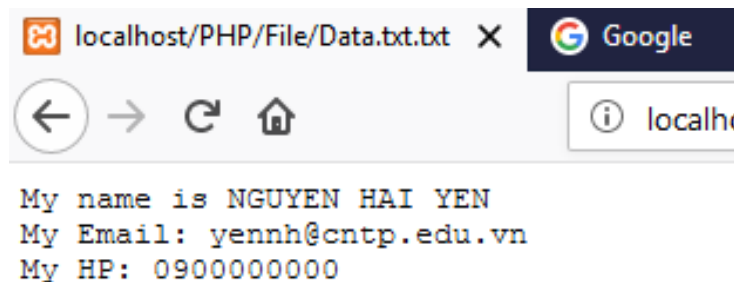 localhost/PHP/File/Data.txt.txt
Google
localho
My name is NGUYEN HAI YEN
My Email: yennh@cntp.edu.vn
My HP: 0900000000